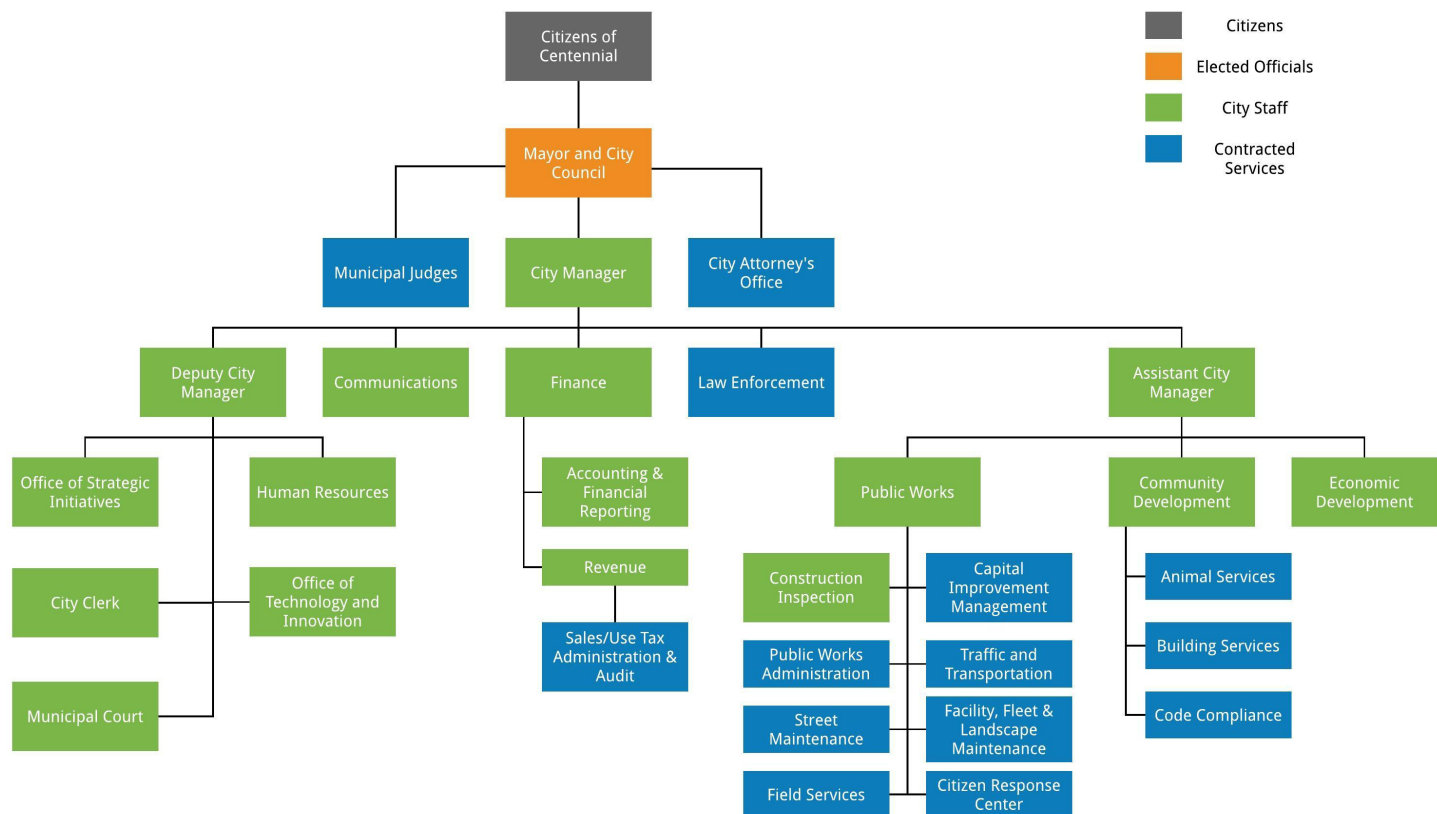 Citizens of
Centennial
Citizens
Elected Officials
City Staff
Contracted
Services
Mayor and City
Council
Municipal Judges
City Manager
City Attorney's
Office
Deputy City
Manager
Communications
Finance
Law Enforcement
Assistant City
Manager
Office of Strategic
Initiatives
Human Resources
Accounting &
Financial
Reporting
Public Works
Community
Development
Economic
Development
City Clerk
Office of
Technology and
Innovation
Revenue
Construction
Inspection
Capital
Improvement
Management
Animal Services
Sales/Use Tax
Administration &
Audit
Public Works
Administration
Traffic and
Transportation
Building Services
Municipal Court
Street
Maintenance
Facility, Fleet &
Landscape
Maintenance
Code Compliance
Field Services
Citizen Response
Center